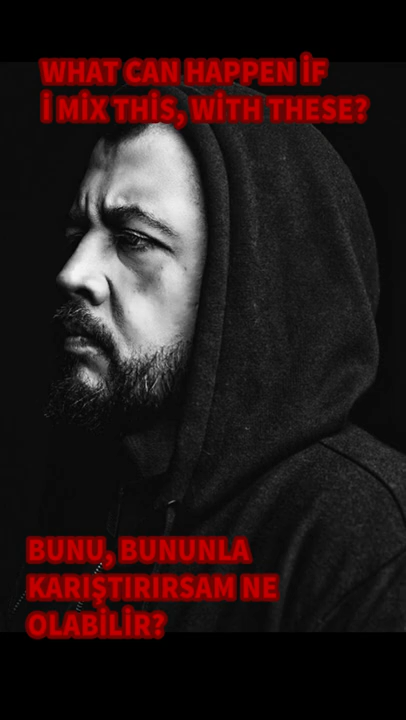 WHAT CAN HAPPEN İF
İ MİX THİS, WİTH THESE?
BUNU, BUNUNLA
KARIŞTIRIRSAM NE
OLABİLİR?